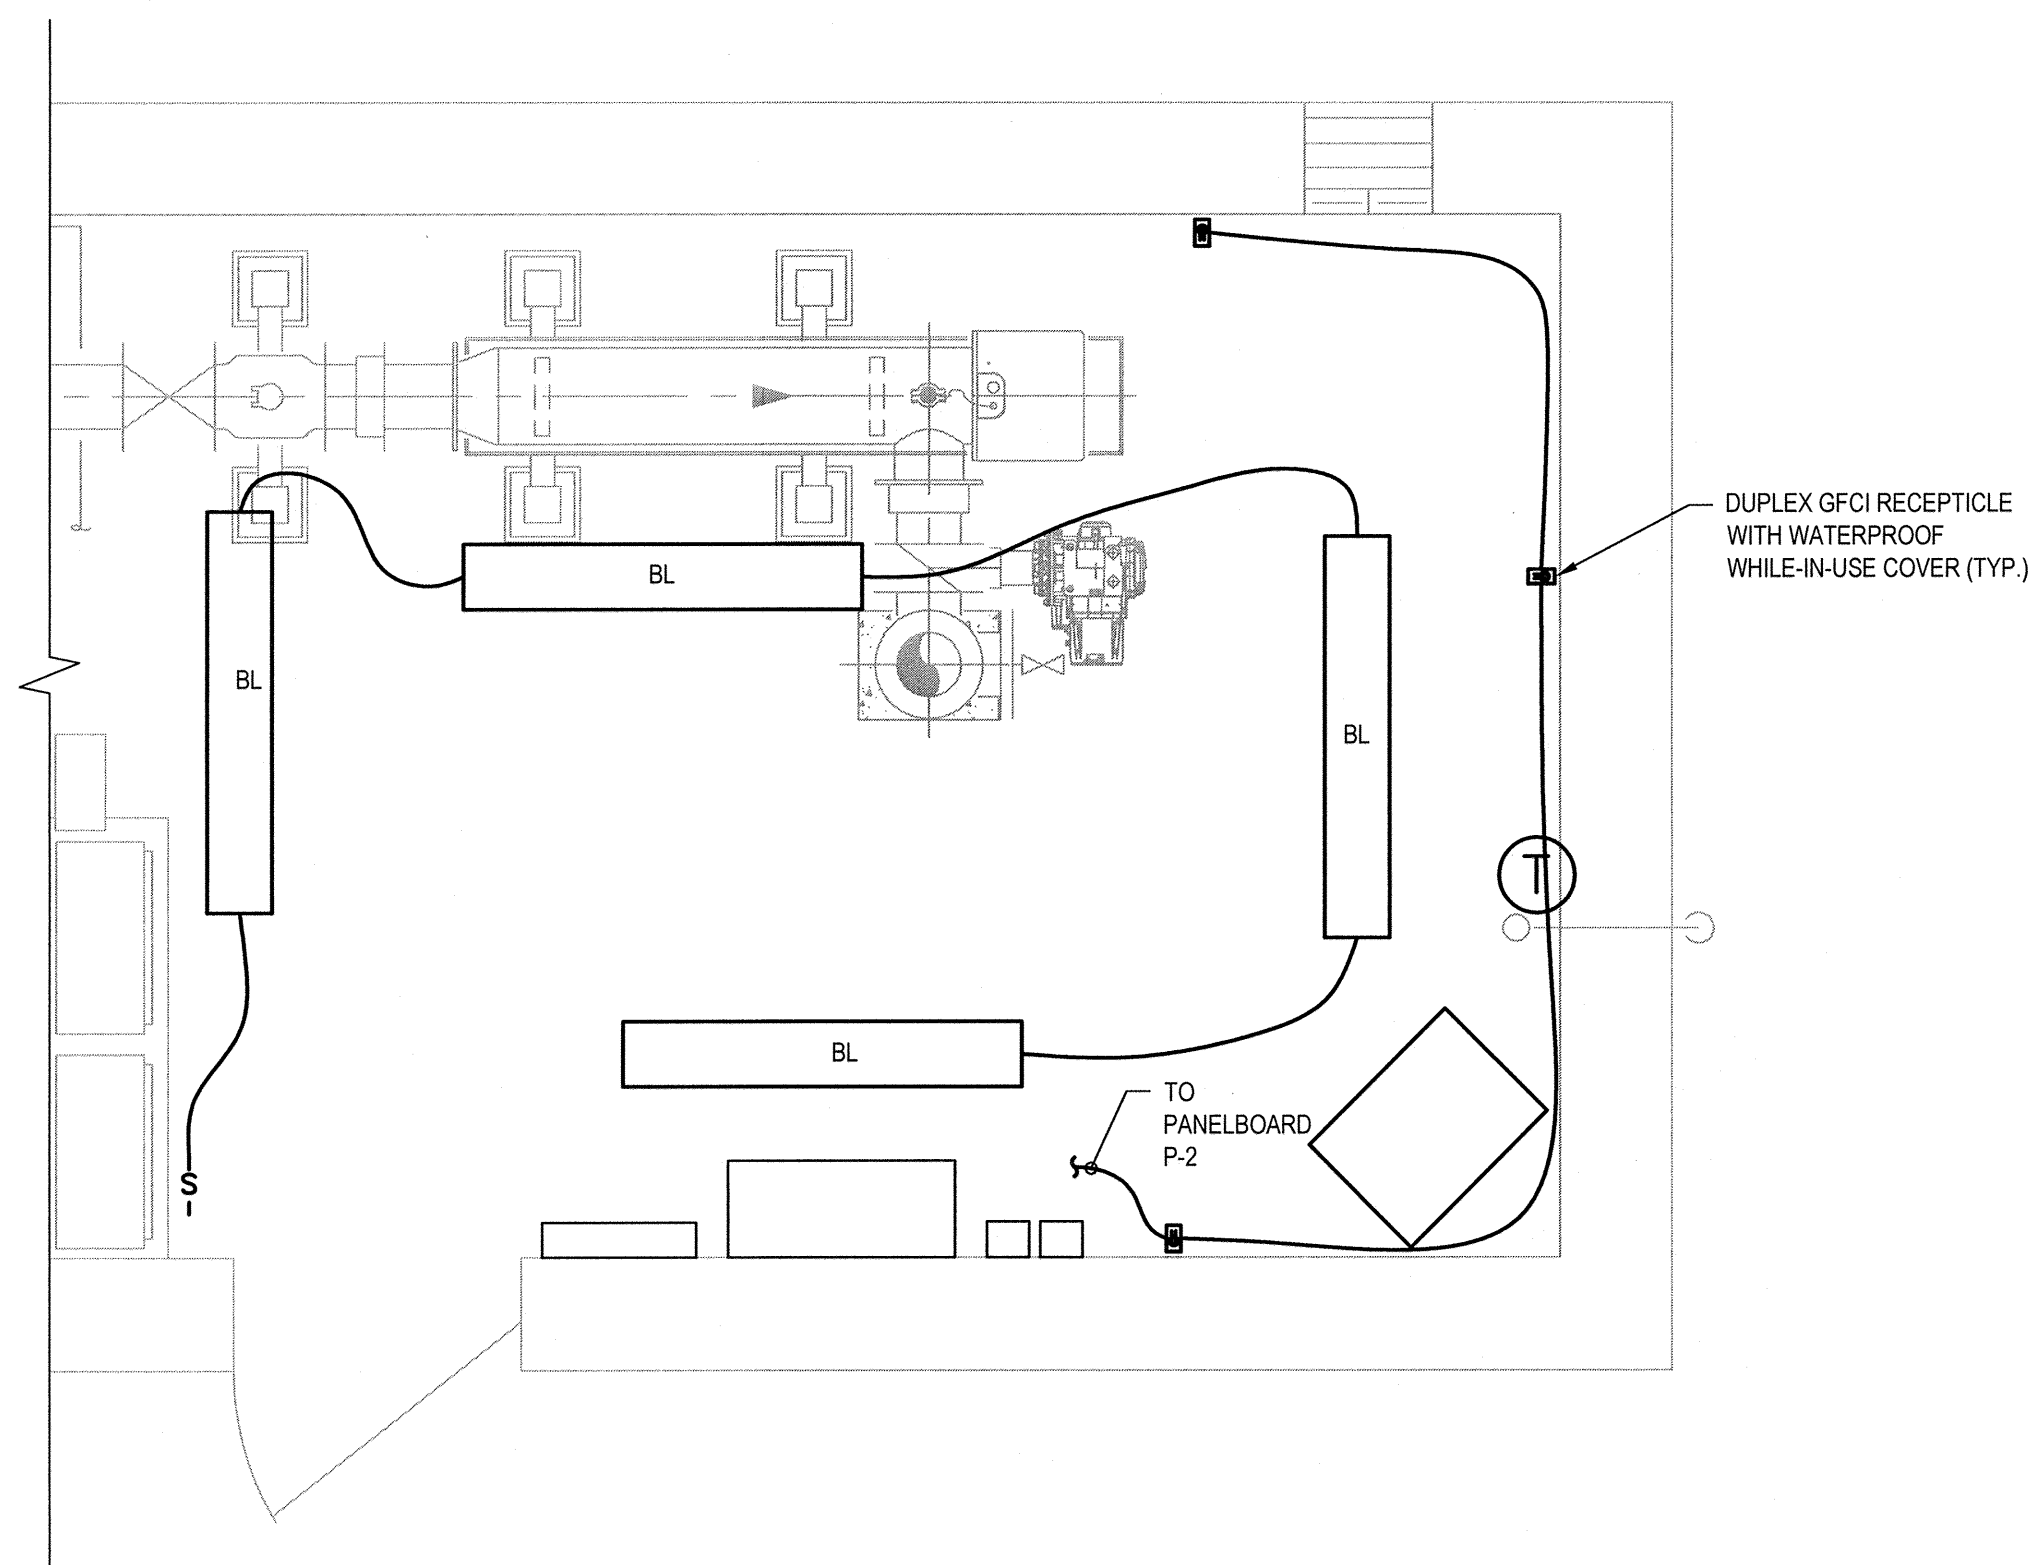 DUPLEX GFCI RECEPTICLE
WITH WATERPROOF
WHILE-IN-USE COVER (TYP.)
BL
BL
BL
T
BL
TO
PANELBOARD
P-2
S